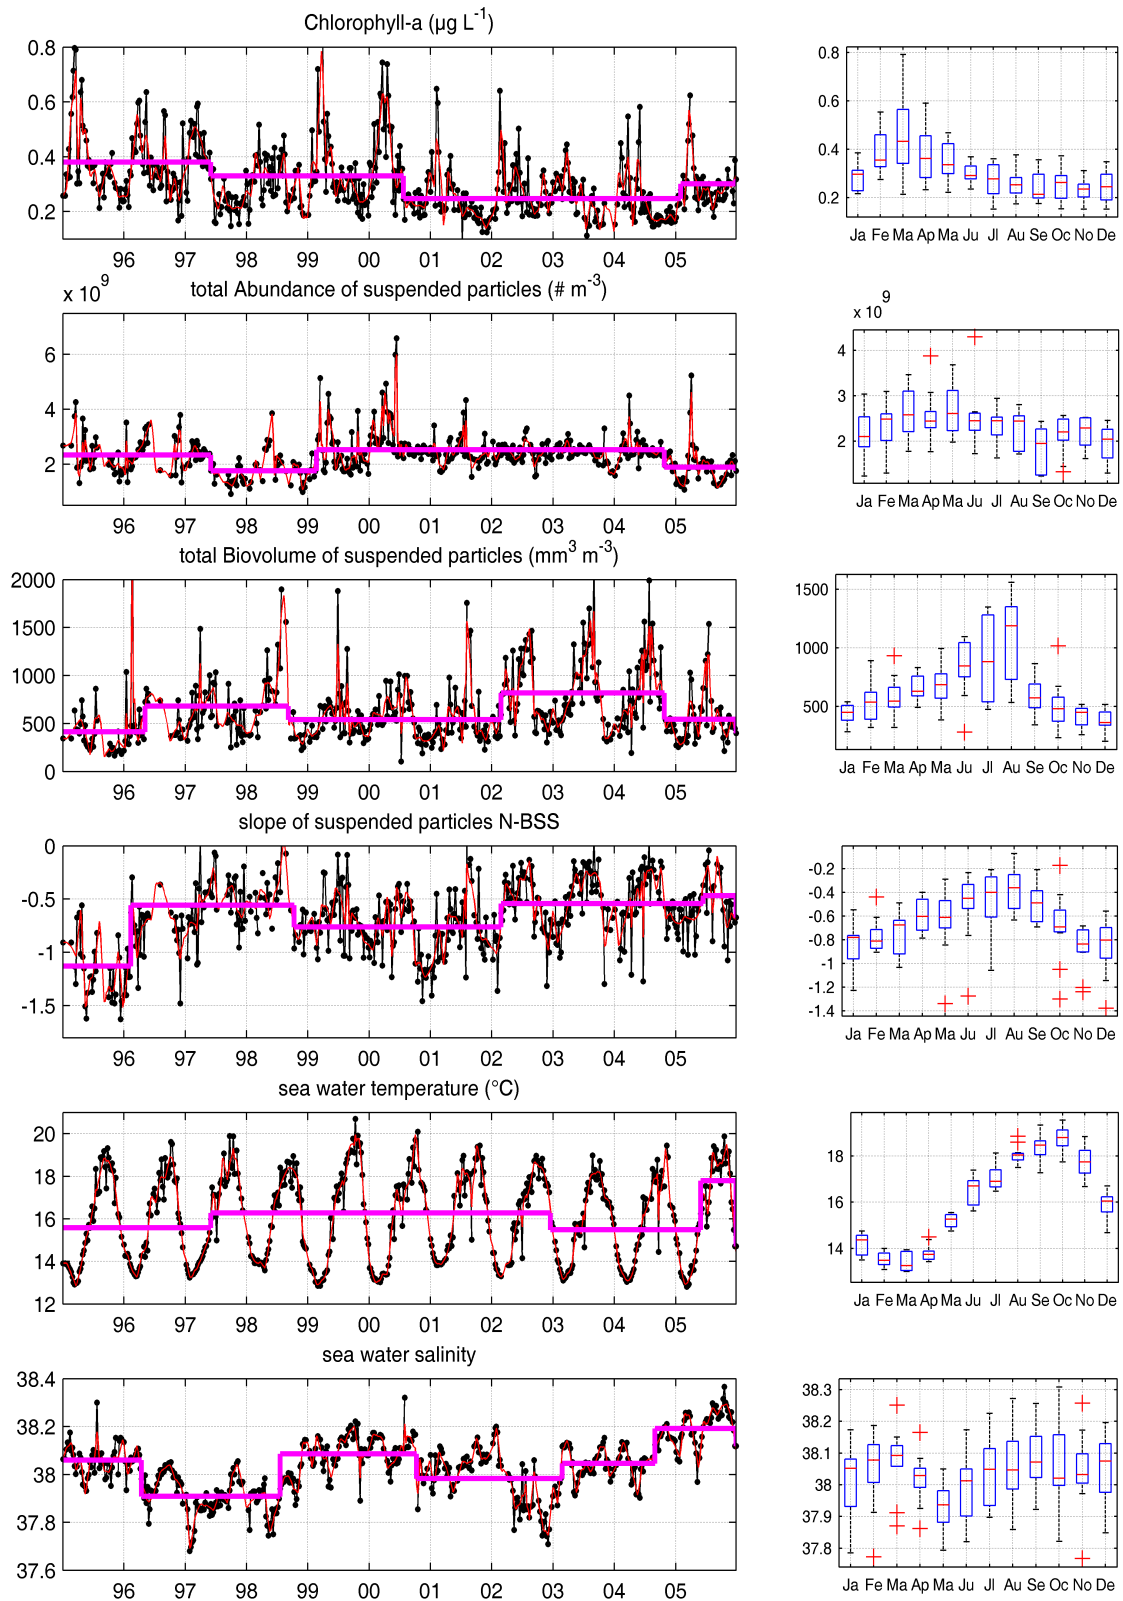 Chlorophyll-a (µg L-1)
0.8
0.6
0.4
0.2
96 97 98 99 00 01 02 03 04 05
0.8
0.6
0.4
0.2
Ja Fe Ma Ap Ma Ju Jl Au Se Oc No De
x 10^9
total Abundance of suspended particles (# m-3)
6
4
2
96 97 98 99 00 01 02 03 04 05
x 10^9
4
3
2
Ja Fe Ma Ap Ma Ju Jl Au Se Oc No De
total Biovolume of suspended particles (mm3 m-3)
2000
1500
1000
500
0
96 97 98 99 00 01 02 03 04 05
1500
1000
500
Ja Fe Ma Ap Ma Ju Jl Au Se Oc No De
slope of suspended particles N-BSS
0
-0.5
-1
-1.5
96 97 98 99 00 01 02 03 04 05
-0.2
-0.4
-0.6
-0.8
-1
-1.2
-1.4
Ja Fe Ma Ap Ma Ju Jl Au Se Oc No De
sea water temperature (°C)
20
18
16
14
12
96 97 98 99 00 01 02 03 04 05
18
16
14
Ja Fe Ma Ap Ma Ju Jl Au Se Oc No De
sea water salinity
38.4
38.2
38
37.8
37.6
96 97 98 99 00 01 02 03 04 05
38.3
38.2
38.1
38
37.9
37.8
Ja Fe Ma Ap Ma Ju Jl Au Se Oc No De